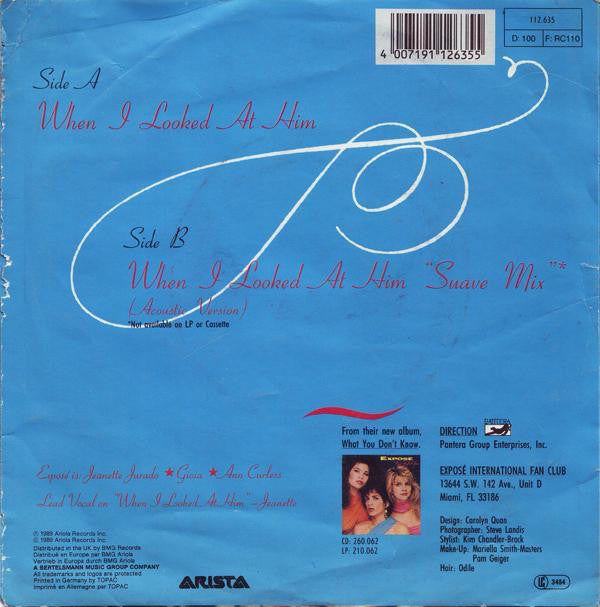 112.635
D: 100 F: RC110
4 007191 126355
Side A
When I Looked At Him
Side B
When I Looked At Him "Suave Mix"*
(Acoustic Version)
*Not available on LP or Cassette
From their new album,
What You Don't Know.
EXPOSÉ
CD: 260.062
LP: 210.062
DIRECTION PANTERA
Pantera Group Enterprises, Inc.
EXPOSÉ INTERNATIONAL FAN CLUB
13644 S.W. 142 Ave., Unit D
Miami, FL 33186
Design: Carolyn Quan
Photographer: Steve Landis
Stylist: Kim Chandler-Brock
Make-Up: Mariella Smith-Masters
Pam Geiger
Hair: Odile
Exposé is: Jeanette Jurado ★ Gioia ★ Ann Curless
Lead Vocal on "When I Looked At Him" – Jeanette
℗ 1989 Ariola Records Inc.
© 1989 Ariola Records Inc.
Distributed in the UK by BMG Records
Distribué en Europe par BMG Ariola
Vertrieb in Europa durch BMG Ariola
A BERTELSMANN MUSIC GROUP COMPANY
All trademarks and logos are protected
Printed in Germany by TOPAC
Imprimé en Allemagne par TOPAC
ARISTA
LC 3484